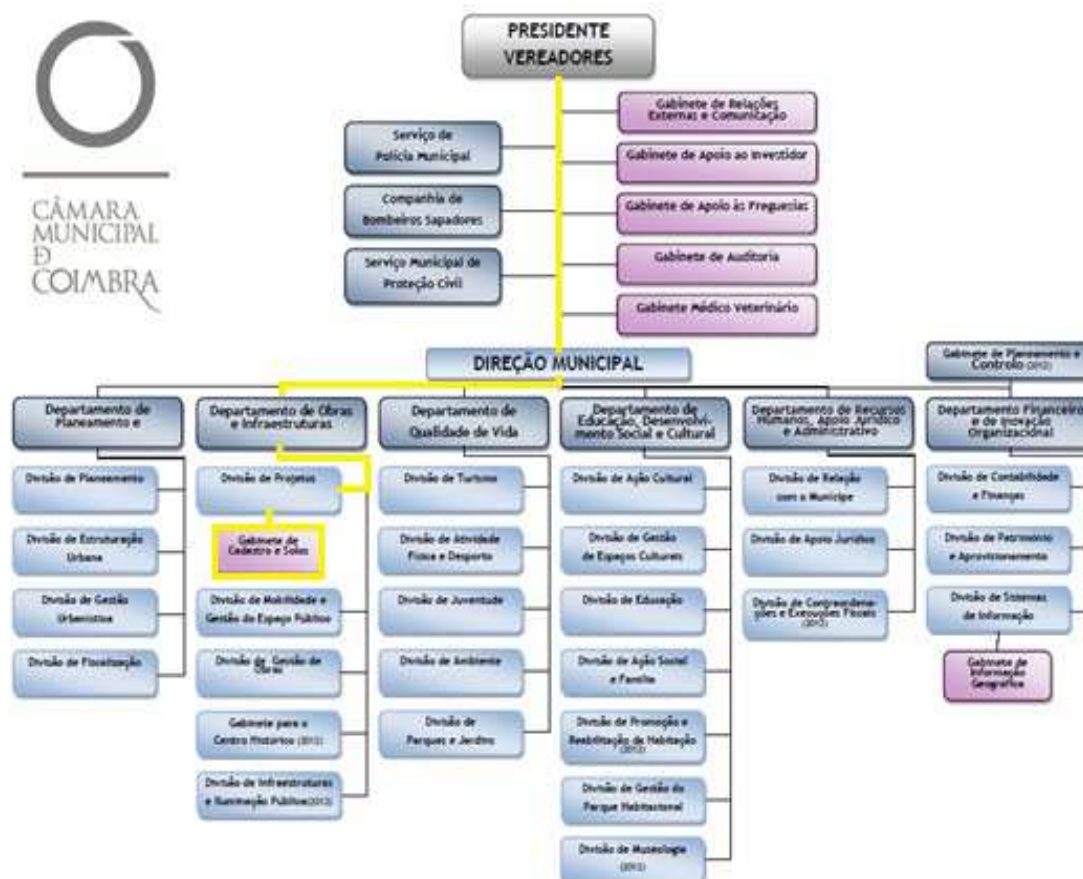 PRESIDENTE
VEREADORES
CÂMARA
MUNICIPAL
D
COIMBRA
Serviço de
Polícia Municipal
Companhia de
Bombeiros Sapadores
Serviço Municipal de
Proteção Civil
Gabinete de Relações
Externas e Comunicação
Gabinete de Apoio ao Investidor
Gabinete de Apoio às Freguesias
Gabinete de Auditoria
Gabinete Médico Veterinário
DIREÇÃO MUNICIPAL
Gabinete de Planeamento e
Controlo (2012)
Departamento de
Planeamento e
Divisão de Planeamento
Divisão de Estruturação
Urbana
Divisão de Gestão
Urbanística
Divisão de Fiscalização
Departamento de Obras
e Infraestruturas
Divisão de Projetos
Gabinete de
Cadastro e Solos
Divisão de Mobilidade e
Gestão do Espaço Público
Divisão de Gestão de
Obras
Gabinete para o
Centro Histórico (2012)
Divisão de Infraestruturas
e Iluminação Pública (2012)
Departamento de
Qualidade de Vida
Divisão de Turismo
Divisão de Atividade
Física e Desporto
Divisão de Juventude
Divisão de Ambiente
Divisão de
Parques e Jardins
Departamento de
Educação, Desenvolvi-
mento Social e Cultural
Divisão de Ação Cultural
Divisão de Gestão
de Espaços Culturais
Divisão de Educação
Divisão de Ação Social
e Família
Divisão de Promoção e
Reabilitação de Habitação
(2012)
Divisão de Gestão do
Parque Habitacional
Divisão de Museologia
(2012)
Departamento de Recursos
Humanos, Apoio Jurídico
e Administrativo
Divisão de Relação
com o Munícipe
Divisão de Apoio Jurídico
Divisão de Contraordena-
ções e Execuções Fiscais
(2012)
Departamento Financeiro
e de Inovação
Organizacional
Divisão de Contabilidade
e Finanças
Divisão de Património
e Aprovisionamento
Divisão de Sistemas
de Informação
Gabinete de
Informação
Geográfica